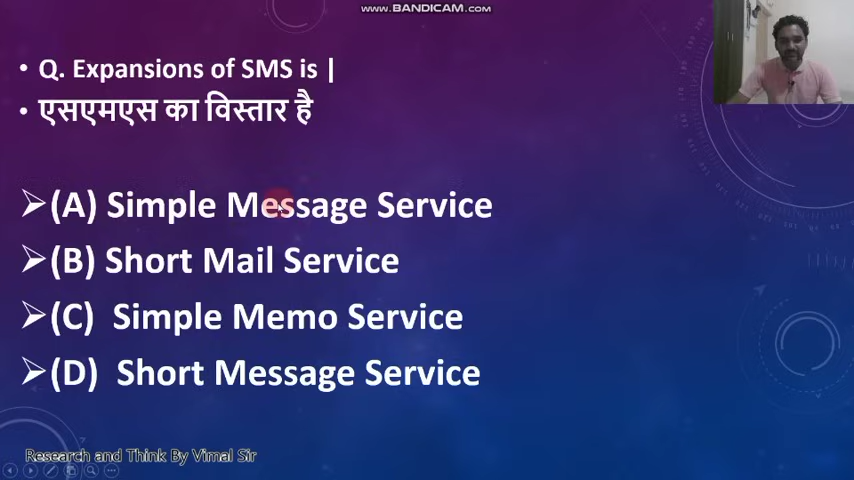 www.BANDICAM.com
• Q. Expansions of SMS is |
• एसएमएस का विस्तार है
➢(A) Simple Message Service
➢(B) Short Mail Service
➢(C) Simple Memo Service
➢(D) Short Message Service
Research and Think By Vimal Sir